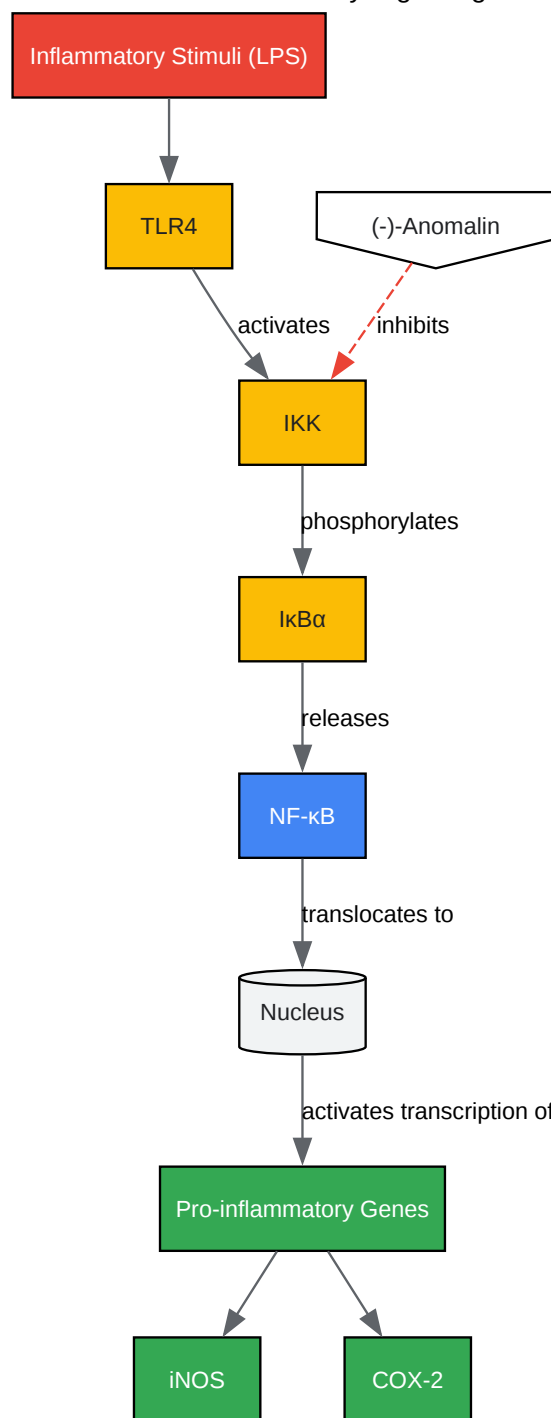 Inflammatory Stimuli (LPS)
TLR4
(-)-Anomalin
activates
inhibits
IKK
phosphorylates
IκBα
releases
NF-κB
translocates to
Nucleus
activates transcription of
Pro-inflammatory Genes
iNOS
COX-2